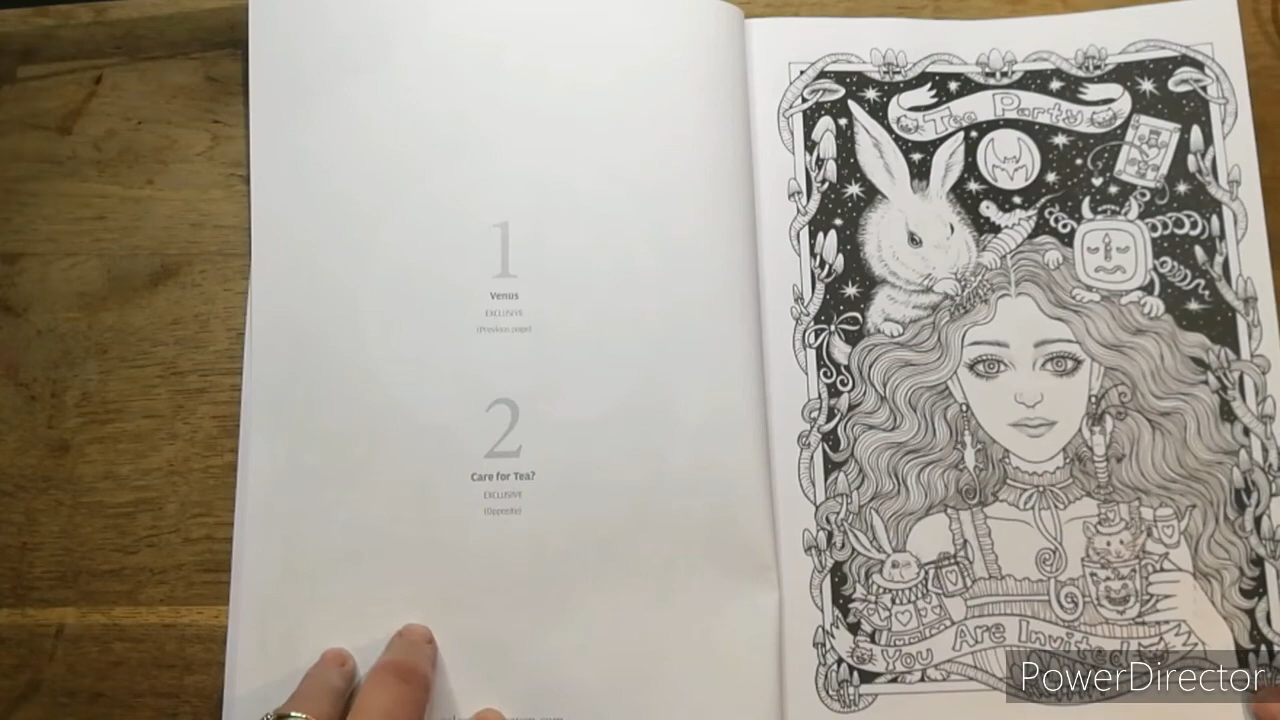 1
Venus
EXCLUSIVE
(Previous page)
2
Care for Tea?
EXCLUSIVE
(Opposite)
Tea Party
You Are Invited
PowerDirector